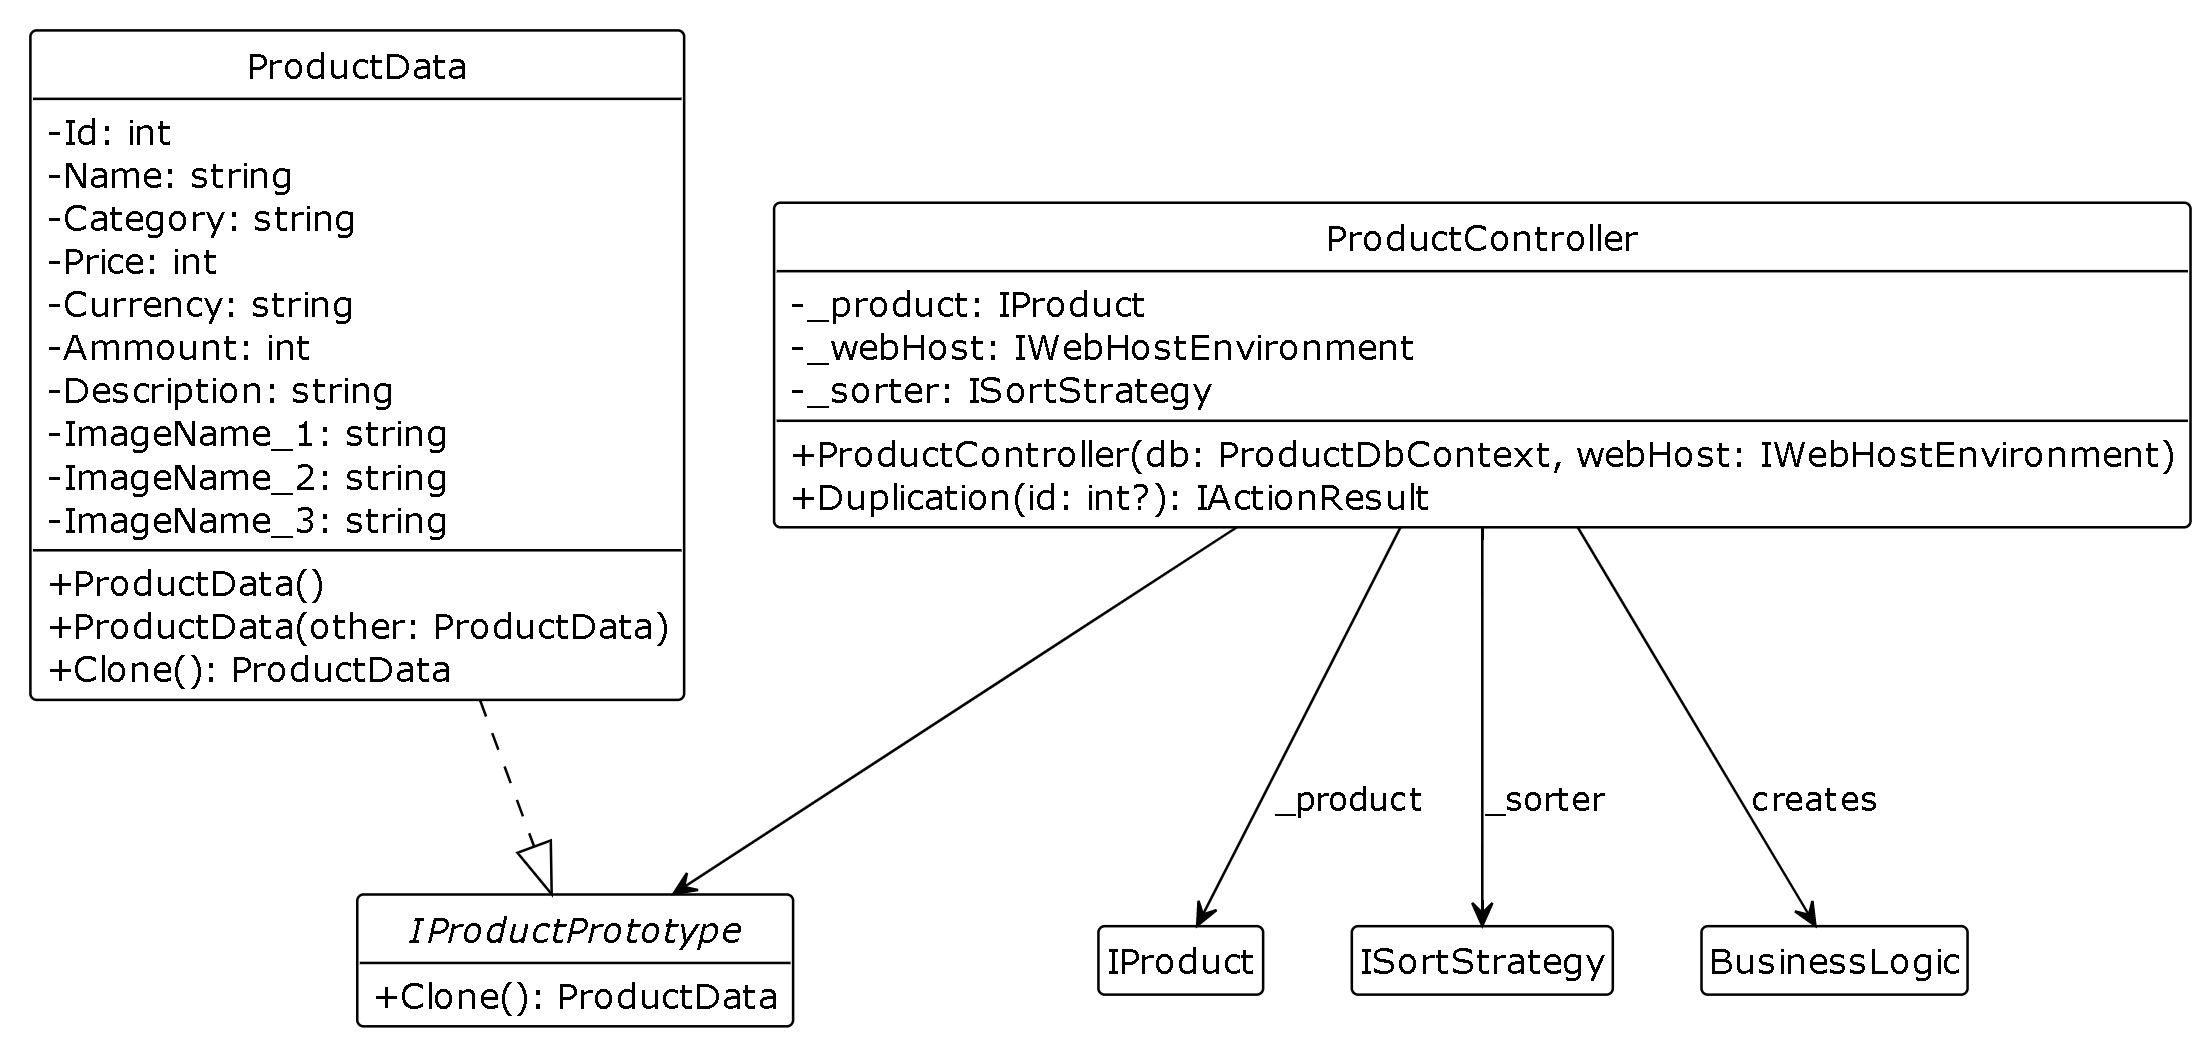 ProductData
-Id: int
-Name: string
-Category: string
-Price: int
-Currency: string
-Ammount: int
-Description: string
-ImageName_1: string
-ImageName_2: string
-ImageName_3: string
+ProductData()
+ProductData(other: ProductData)
+Clone(): ProductData
ProductController
-_product: IProduct
-_webHost: IWebHostEnvironment
-_sorter: ISortStrategy
+ProductController(db: ProductDbContext, webHost: IWebHostEnvironment)
+Duplication(id: int?): IActionResult
_product
_sorter
creates
IProductPrototype
+Clone(): ProductData
IProduct
ISortStrategy
BusinessLogic